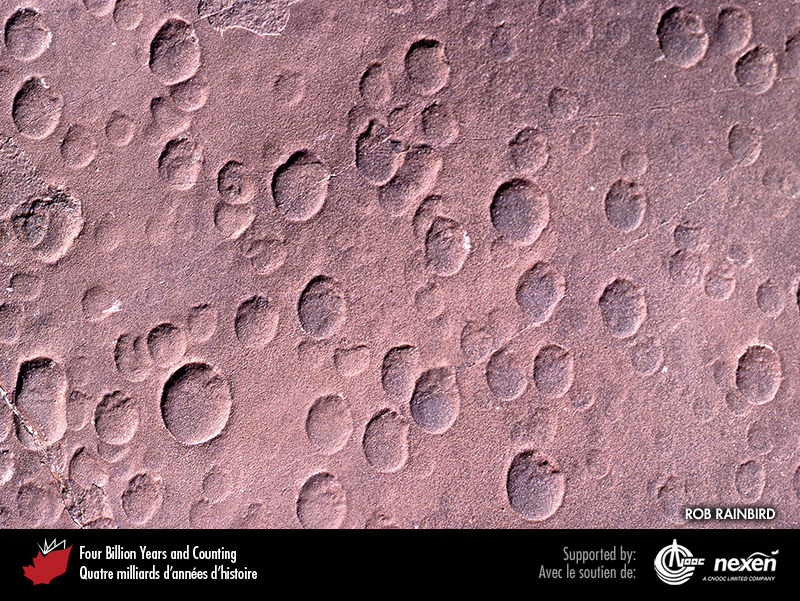 ROB RAINBIRD
Four Billion Years and Counting
Quatre milliards d'années d'histoire
Supported by:
Avec le soutien de:
CNOOC
nexen
A CNOOC LIMITED COMPANY